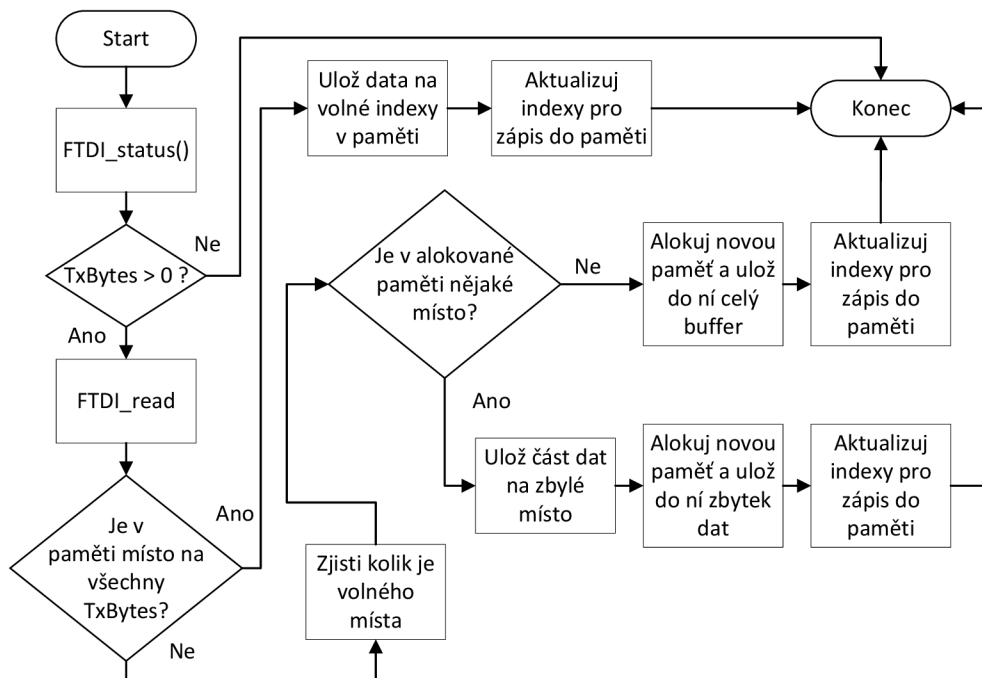 Start
FTDI_status()
TxBytes > 0 ?
Ne
Ano
FTDI_read
Je v
paměti místo na
všechny
TxBytes?
Ano
Ne
Ulož data na
volné indexy
v paměti
Aktualizuj
indexy pro
zápis do paměti
Konec
Zjisti kolik je
volného
místa
Je v alokované
paměti nějaké
místo?
Ne
Alokuj novou
paměť a ulož
do ní celý
buffer
Aktualizuj
indexy pro
zápis do
paměti
Ano
Ulož část dat
na zbylé
místo
Alokuj novou
paměť a ulož
do ní zbytek
dat
Aktualizuj
indexy pro
zápis do
paměti